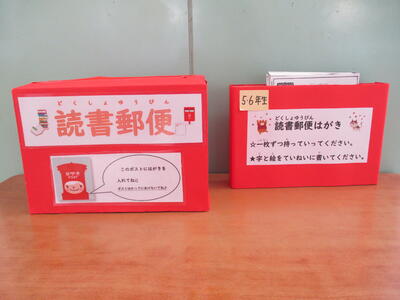 どくしょゆうびん
読書郵便
このポストにはがきを
入れてね♪
5・6年生
どくしょゆうびん
読書郵便はがき
☆一枚ずつ持っていってください。
★字と絵をていねいに書いてください。